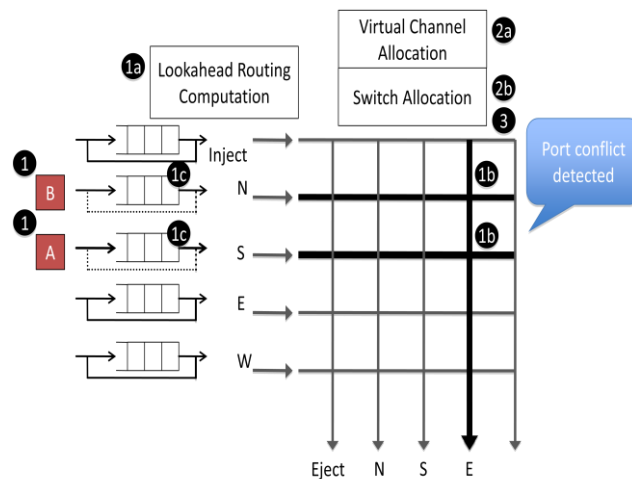 Virtual Channel
Allocation
2a
1a
Lookahead Routing
Computation
Switch Allocation
2b
3
Port conflict
detected
Inject
1
B
1c
N
1b
1
A
1c
S
1b
E
W
Eject N S E